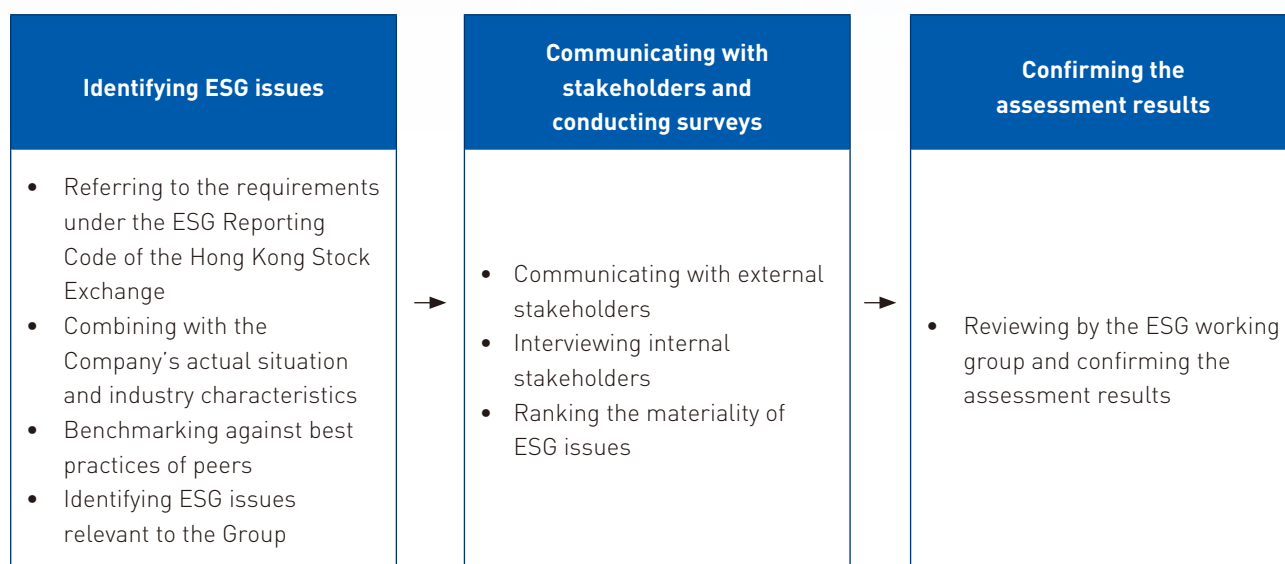 Identifying ESG issues
• Referring to the requirements
under the ESG Reporting
Code of the Hong Kong Stock
Exchange
• Combining with the
Company’s actual situation
and industry characteristics
• Benchmarking against best
practices of peers
• Identifying ESG issues
relevant to the Group
Communicating with
stakeholders and
conducting surveys
• Communicating with external
stakeholders
• Interviewing internal
stakeholders
• Ranking the materiality of
ESG issues
Confirming the
assessment results
• Reviewing by the ESG working
group and confirming the
assessment results